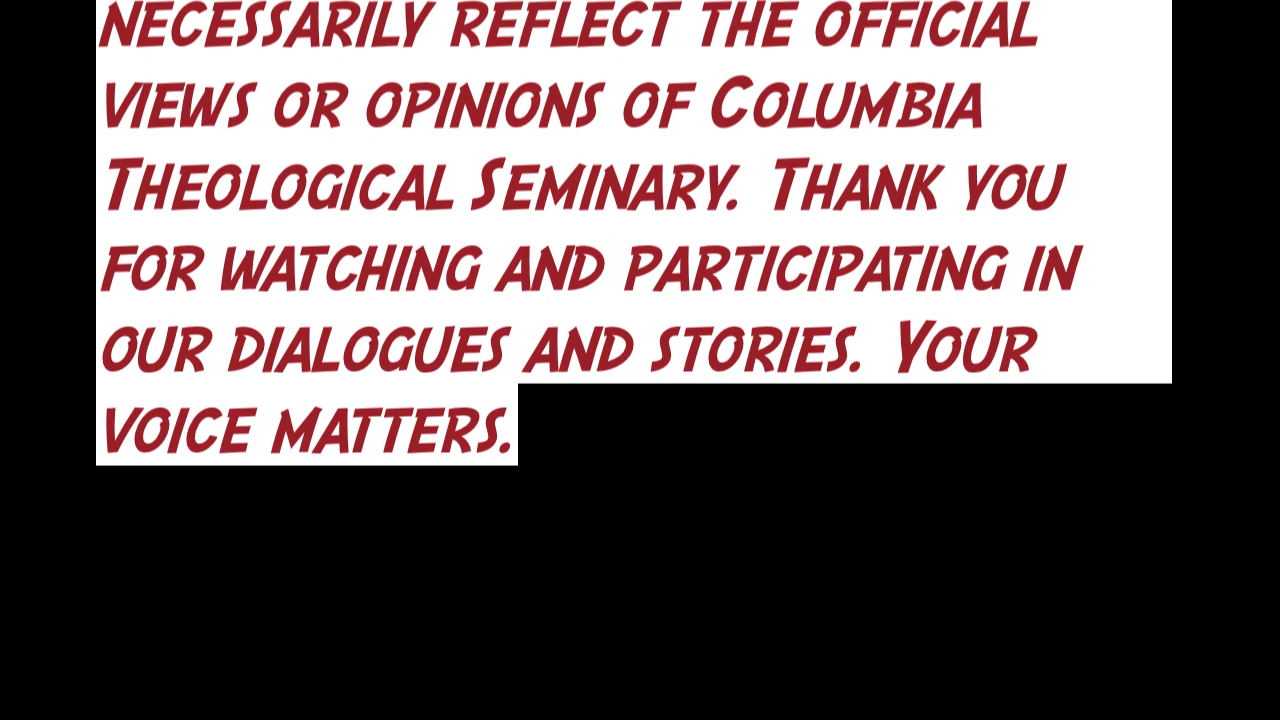 necessarily reflect the official
views or opinions of Columbia
Theological Seminary. Thank you
for watching and participating in
our dialogues and stories. Your
voice matters.